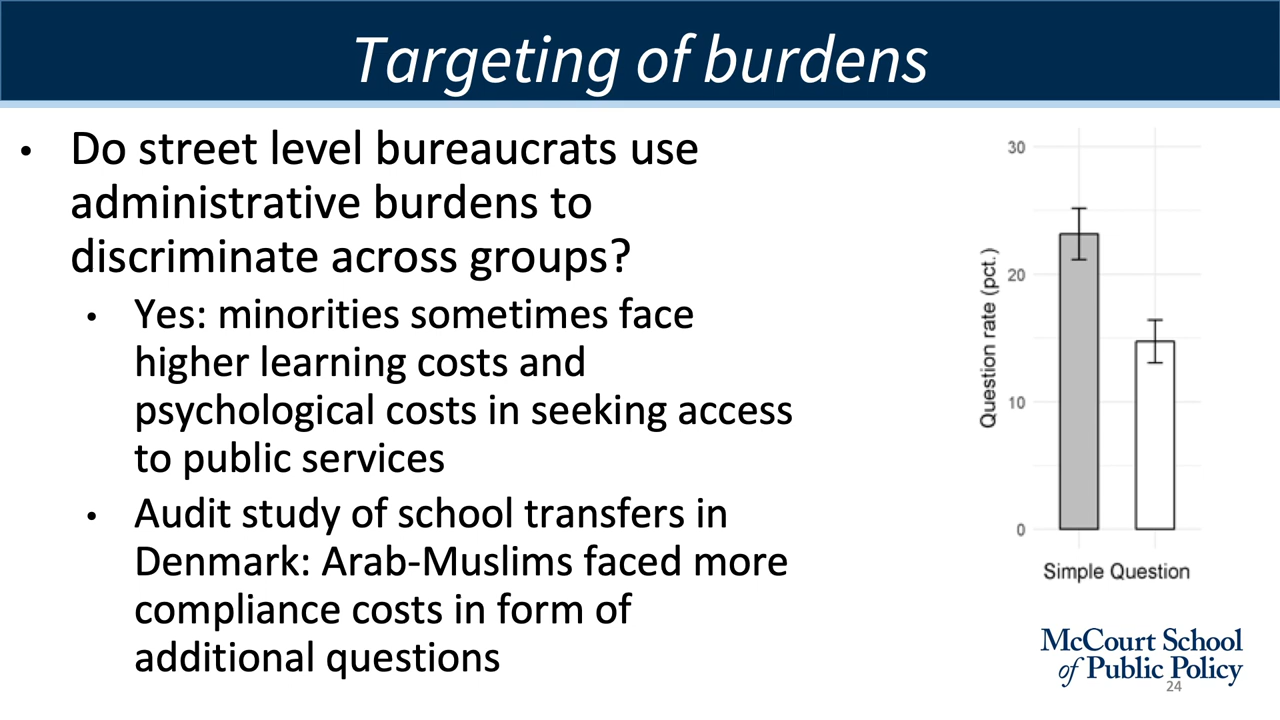 Targeting of burdens
• Do street level bureaucrats use
administrative burdens to
discriminate across groups?
• Yes: minorities sometimes face
higher learning costs and
psychological costs in seeking access
to public services
• Audit study of school transfers in
Denmark: Arab-Muslims faced more
compliance costs in form of
additional questions
Question rate (pct.)
30
20
10
0
Simple Question
McCourt School
of Public Policy
24